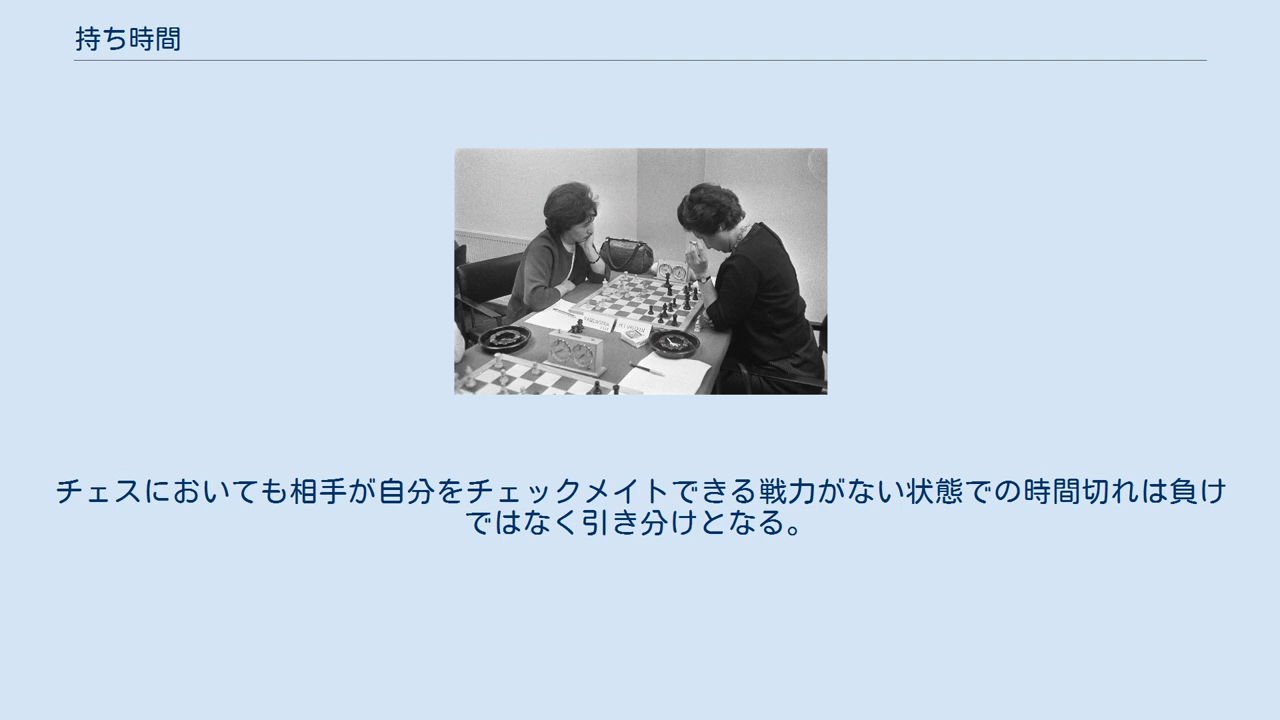 持ち時間
チェスにおいても相手が自分をチェックメイトできる戦力がない状態での時間切れは負け
ではなく引き分けとなる。